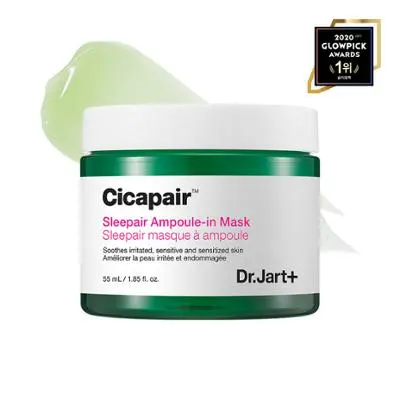 2020
GLOWPICK
AWARDS
1위
Cicapair™
Sleepair Ampoule-in Mask
Sleepair masque à ampoule
Soothes irritated, sensitive and sensitized skin
Améliorer la peau irritée et endommagée
55 mL / 1.85 fl. oz.
Dr.Jart+